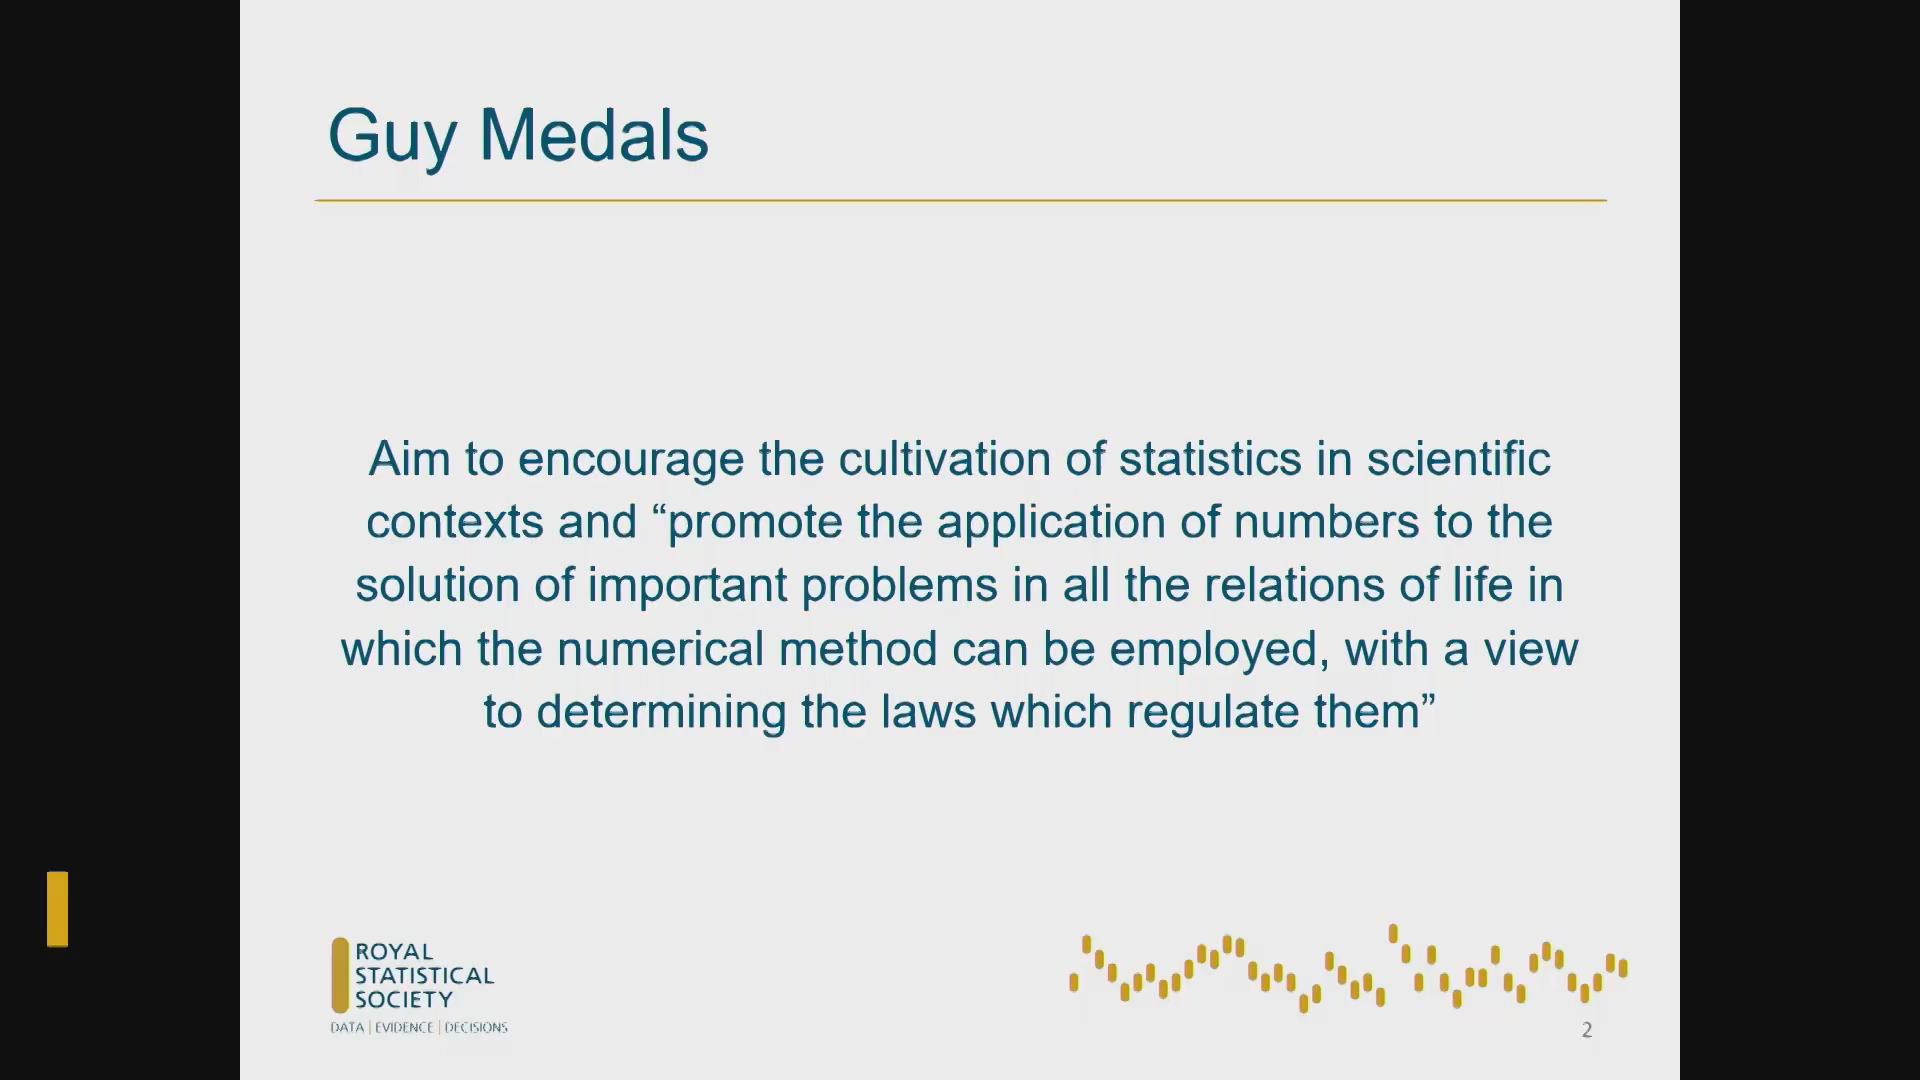 Guy Medals
Aim to encourage the cultivation of statistics in scientific
contexts and “promote the application of numbers to the
solution of important problems in all the relations of life in
which the numerical method can be employed, with a view
to determining the laws which regulate them”
ROYAL
STATISTICAL
SOCIETY
DATA | EVIDENCE | DECISIONS
2